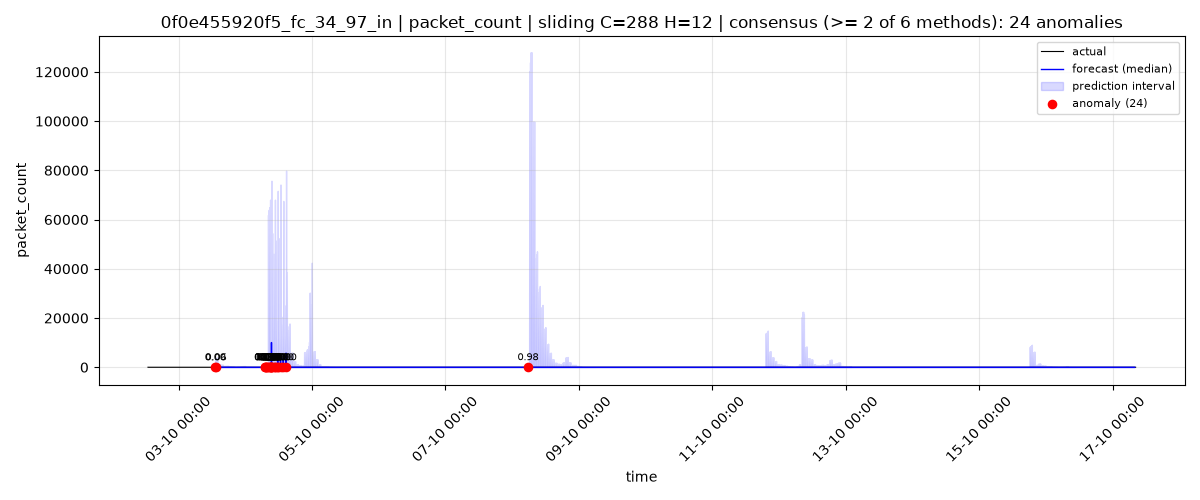 0f0e455920f5_fc_34_97_in | packet_count | sliding C=288 H=12 | consensus (>= 2 of 6 methods): 24 anomalies
actual
forecast (median)
prediction interval
anomaly (24)
packet_count
120000
100000
80000
60000
40000
20000
0
0.98
03-10 00:00
05-10 00:00
07-10 00:00
09-10 00:00
11-10 00:00
13-10 00:00
15-10 00:00
17-10 00:00
time